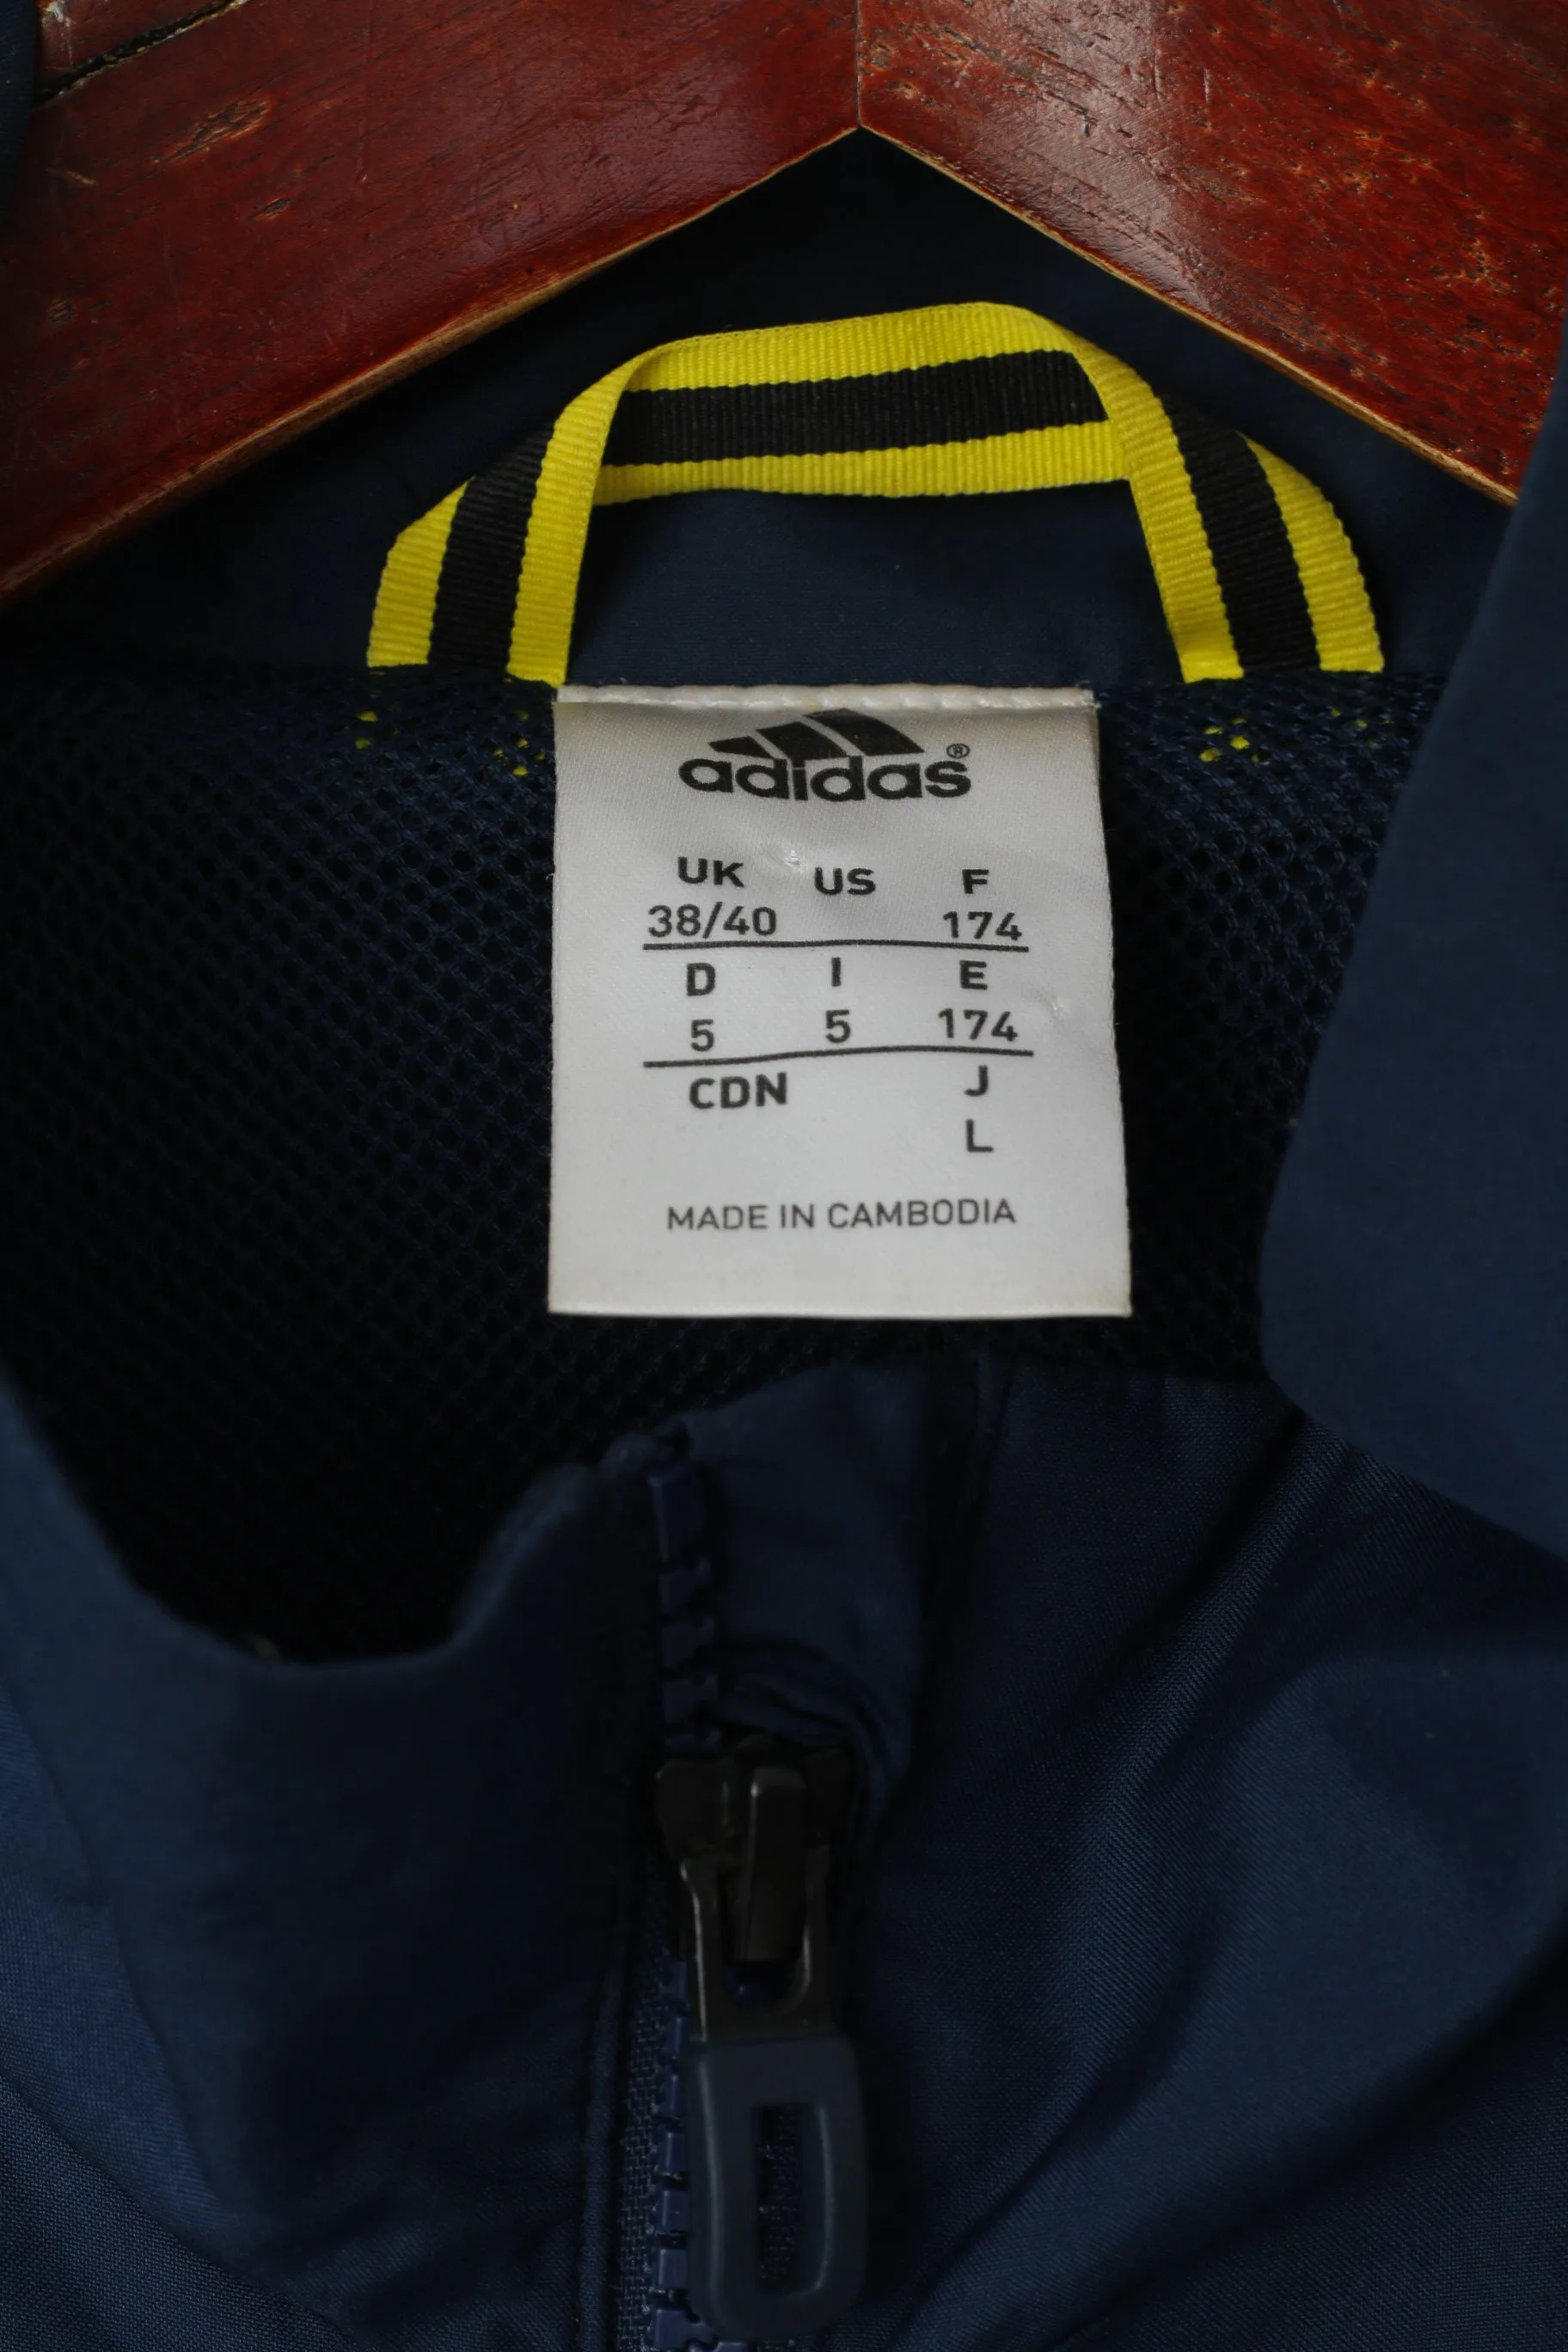 adidas®
UK US F
38/40 174
D I E
5 5 174
CDN J
L
MADE IN CAMBODIA